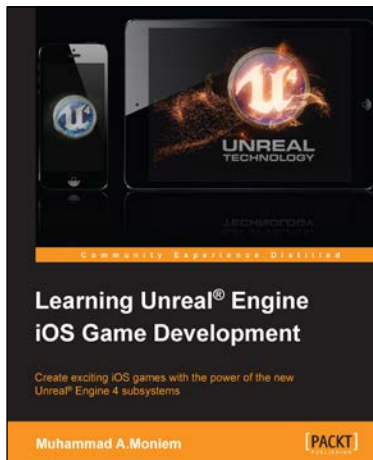 UNREAL
TECHNOLOGY
Community Experience Distilled
Learning Unreal® Engine
iOS Game Development
Create exciting iOS games with the power of the new
Unreal® Engine 4 subsystems
Muhammad A.Moniem
[PACKT]
PUBLISHING